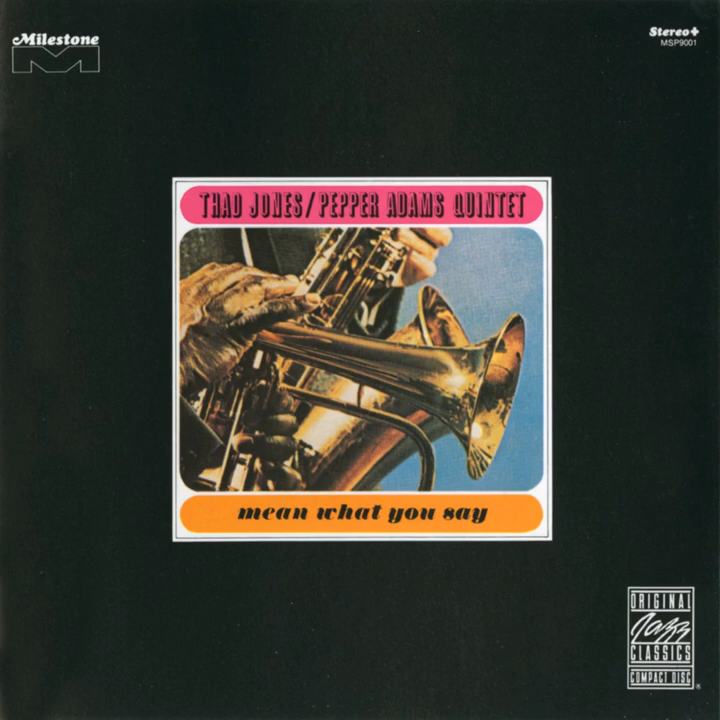 Milestone
Stereo+
MSP9001
THAD JONES/PEPPER ADAMS QUINTET
mean what you say
ORIGINAL
Jazz
CLASSICS
COMPACT DISC